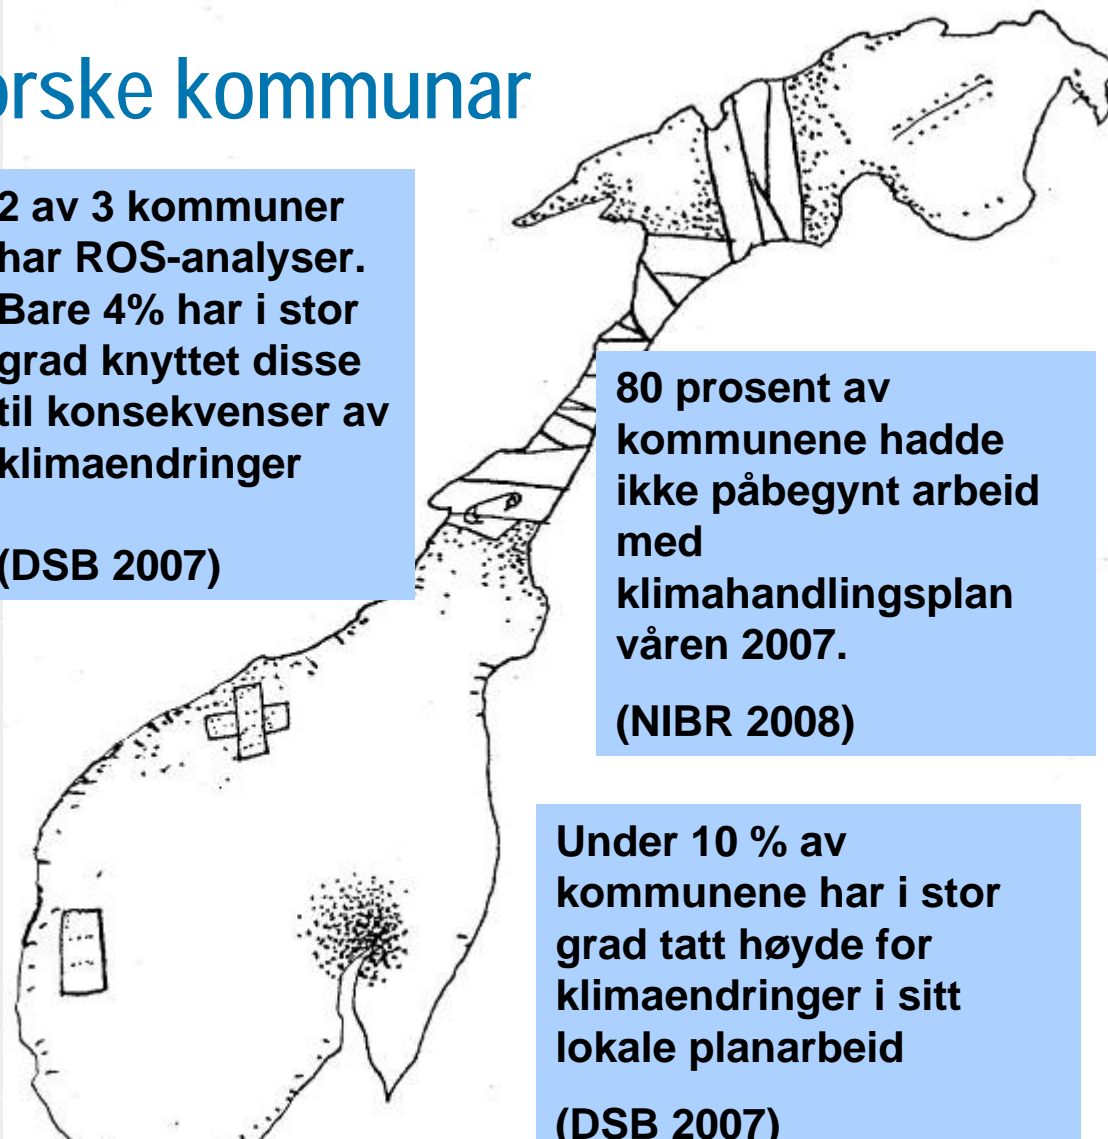 orske kommunar
2 av 3 kommuner
har ROS-analyser.
Bare 4% har i stor
grad knyttet disse
til konsekvenser av
klimaendringer
(DSB 2007)
80 prosent av
kommunene hadde
ikke påbegynt arbeid
med
klimahandlingsplan
våren 2007.
(NIBR 2008)
Under 10 % av
kommunene har i stor
grad tatt høyde for
klimaendringer i sitt
lokale planarbeid
(DSB 2007)